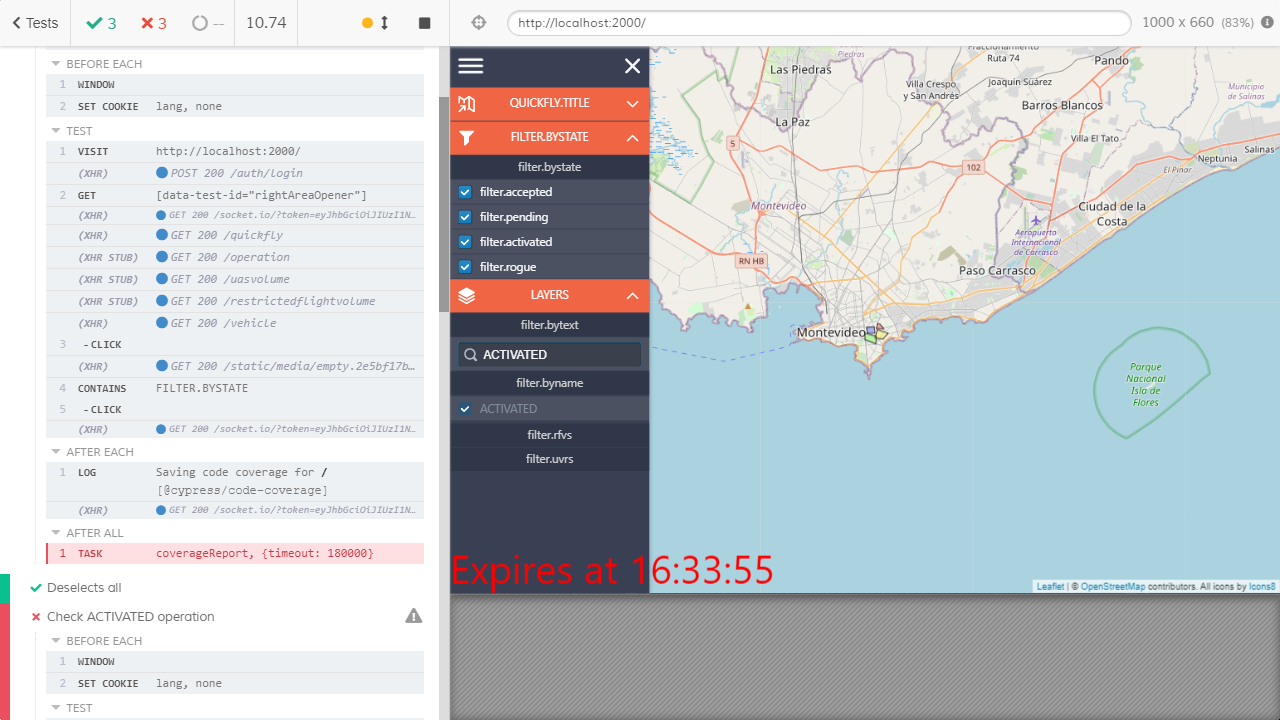 Tests
3
3
--
10.74
http://localhost:2000/
1000 x 660 (83%)
BEFORE EACH
1 WINDOW
2 SET COOKIE lang, none
TEST
1 VISIT http://localhost:2000/
(XHR) POST 200 /auth/login
2 GET [data-test-id="rightAreaOpener"]
(XHR) GET 200 /socket.io/?token=eyJhbGciOiJIUzI1N…
(XHR) GET 200 /quickfly
(XHR STUB) GET 200 /operation
(XHR STUB) GET 200 /uasvolume
(XHR STUB) GET 200 /restrictedflightvolume
(XHR) GET 200 /vehicle
3 -CLICK
(XHR) GET 200 /static/media/empty.2e5bf17b…
4 CONTAINS FILTER.BYSTATE
5 -CLICK
(XHR) GET 200 /socket.io/?token=eyJhbGciOiJIUzI1N…
AFTER EACH
1 LOG Saving code coverage for /
[@cypress/code-coverage]
(XHR) GET 200 /socket.io/?token=eyJhbGciOiJIUzI1N…
AFTER ALL
1 TASK coverageReport, {timeout: 180000}
Deselects all
Check ACTIVATED operation
BEFORE EACH
1 WINDOW
2 SET COOKIE lang, none
TEST
QUICKFLY.TITLE
FILTER.BYSTATE
filter.bystate
filter.accepted
filter.pending
filter.activated
filter.rogue
LAYERS
filter.bytext
ACTIVATED
filter.byname
ACTIVATED
filter.rfvs
filter.uvrs
Expires at 16:33:55
Piedras
Las Piedras
Fraccionamiento
Ruta 74
Pando
Villa Crespo
y San Andrés
Joaquín Suárez
Municipio
de Salinas
Barros Blancos
La Paz
Villa El Tato
5
Salinas
Neptunia
El Pinar
102
Montevideo
Ciudad de la
Costa
Aeropuerto
Internacional
de Carrasco
RN HB
Paso Carrasco
Montevideo
Parque
Nacional
Isla de
Flores
Leaflet | © OpenStreetMap contributors. All icons by Icons8